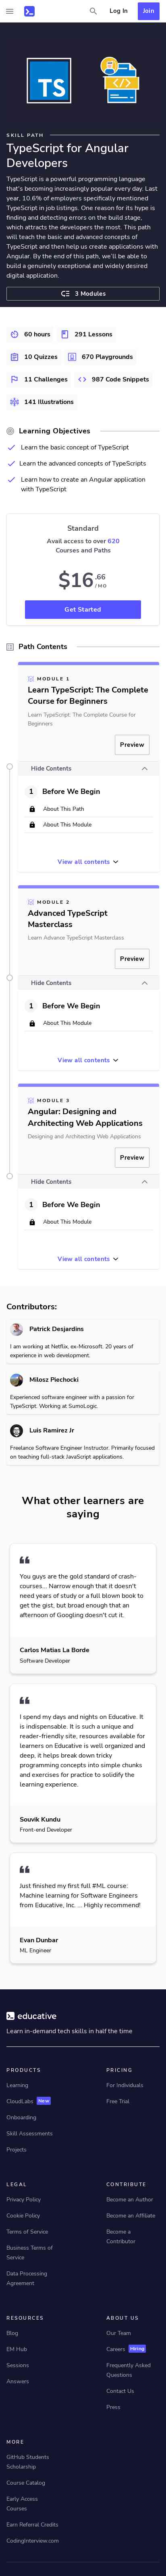 Log In
Join
SKILL PATH
TypeScript for Angular
Developers
TypeScript is a powerful programming language
that's becoming increasingly popular every day. Last
year, 10.6% of employers specifically mentioned
TypeScript in job listings. One reason for its hype is
finding and detecting errors at the build stage,
which attracts the developers the most. This path
will teach the basic and advanced concepts of
TypeScript and help you use them to create
applications with Angular. By the end of this path, you'll be able to
build a genuinely exceptional and widely desired
digital application.
3 Modules
60 hours
291 Lessons
10 Quizzes
670 Playgrounds
11 Challenges
987 Code Snippets
141 Illustrations
Learning Objectives
Learn the basic concept of TypeScript
Learn the advanced concepts of TypeScripts
Learn how to create an Angular application
with TypeScript
Standard
Available access to over 620
Courses and Paths
$16
.66
/ MO
Get Started
Path Contents
MODULE 1
Learn TypeScript: The Complete
Course for Beginners
Learn TypeScript: The Complete Course for
Beginners
Preview
Hide Contents
1 Before We Begin
About This Path
About This Module
View all contents
MODULE 2
Advanced TypeScript
Masterclass
Learn Advance TypeScript Masterclass
Preview
Hide Contents
1 Before We Begin
About This Module
View all contents
MODULE 3
Angular: Designing and
Architecting Web Applications
Designing and Architecting Web Applications
Preview
Hide Contents
1 Before We Begin
About This Module
View all contents
Contributors:
Patrick Desjardins
I am working at Netflix, ex-Microsoft. 20 years of
experience in web development.
Milosz Piechocki
Experienced software engineer with a passion for
TypeScript. Working at SumoLogic.
Luis Ramirez Jr
Freelance Software Engineer Instructor. Primarily focused
on teaching full-stack JavaScript applications.
What other learners are
saying
You guys are the gold standard of crash-
courses... Narrow enough that it doesn't
need years of study or a full blown book to
get the gist, but broad enough that an
afternoon of Googling doesn't cut it.
Carlos Matias La Borde
Software Developer
I spend my days and nights on Educative. It
is indispensable. It is such a unique and
reader-friendly site, resources available for
learners on Educative is well organized and
deep, it helps break down tricky
programming concepts into simple chunks
and exercises for practice to solidify the
learning experience.
Souvik Kundu
Front-end Developer
Just finished my first full #ML course:
Machine learning for Software Engineers
from Educative, Inc. ... Highly recommend!
Evan Dunbar
ML Engineer
educative
Learn in-demand tech skills in half the time
PRODUCTS
Learning
CloudLabs New
Onboarding
Skill Assessments
Projects
PRICING
For Individuals
Free Trial
LEGAL
Privacy Policy
Cookie Policy
Terms of Service
Business Terms of
Service
Data Processing
Agreement
CONTRIBUTE
Become an Author
Become an Affiliate
Become a
Contributor
RESOURCES
Blog
EM Hub
Sessions
Answers
ABOUT US
Our Team
Careers Hiring
Frequently Asked
Questions
Contact Us
Press
MORE
GitHub Students
Scholarship
Course Catalog
Early Access
Courses
Earn Referral Credits
CodingInterview.com